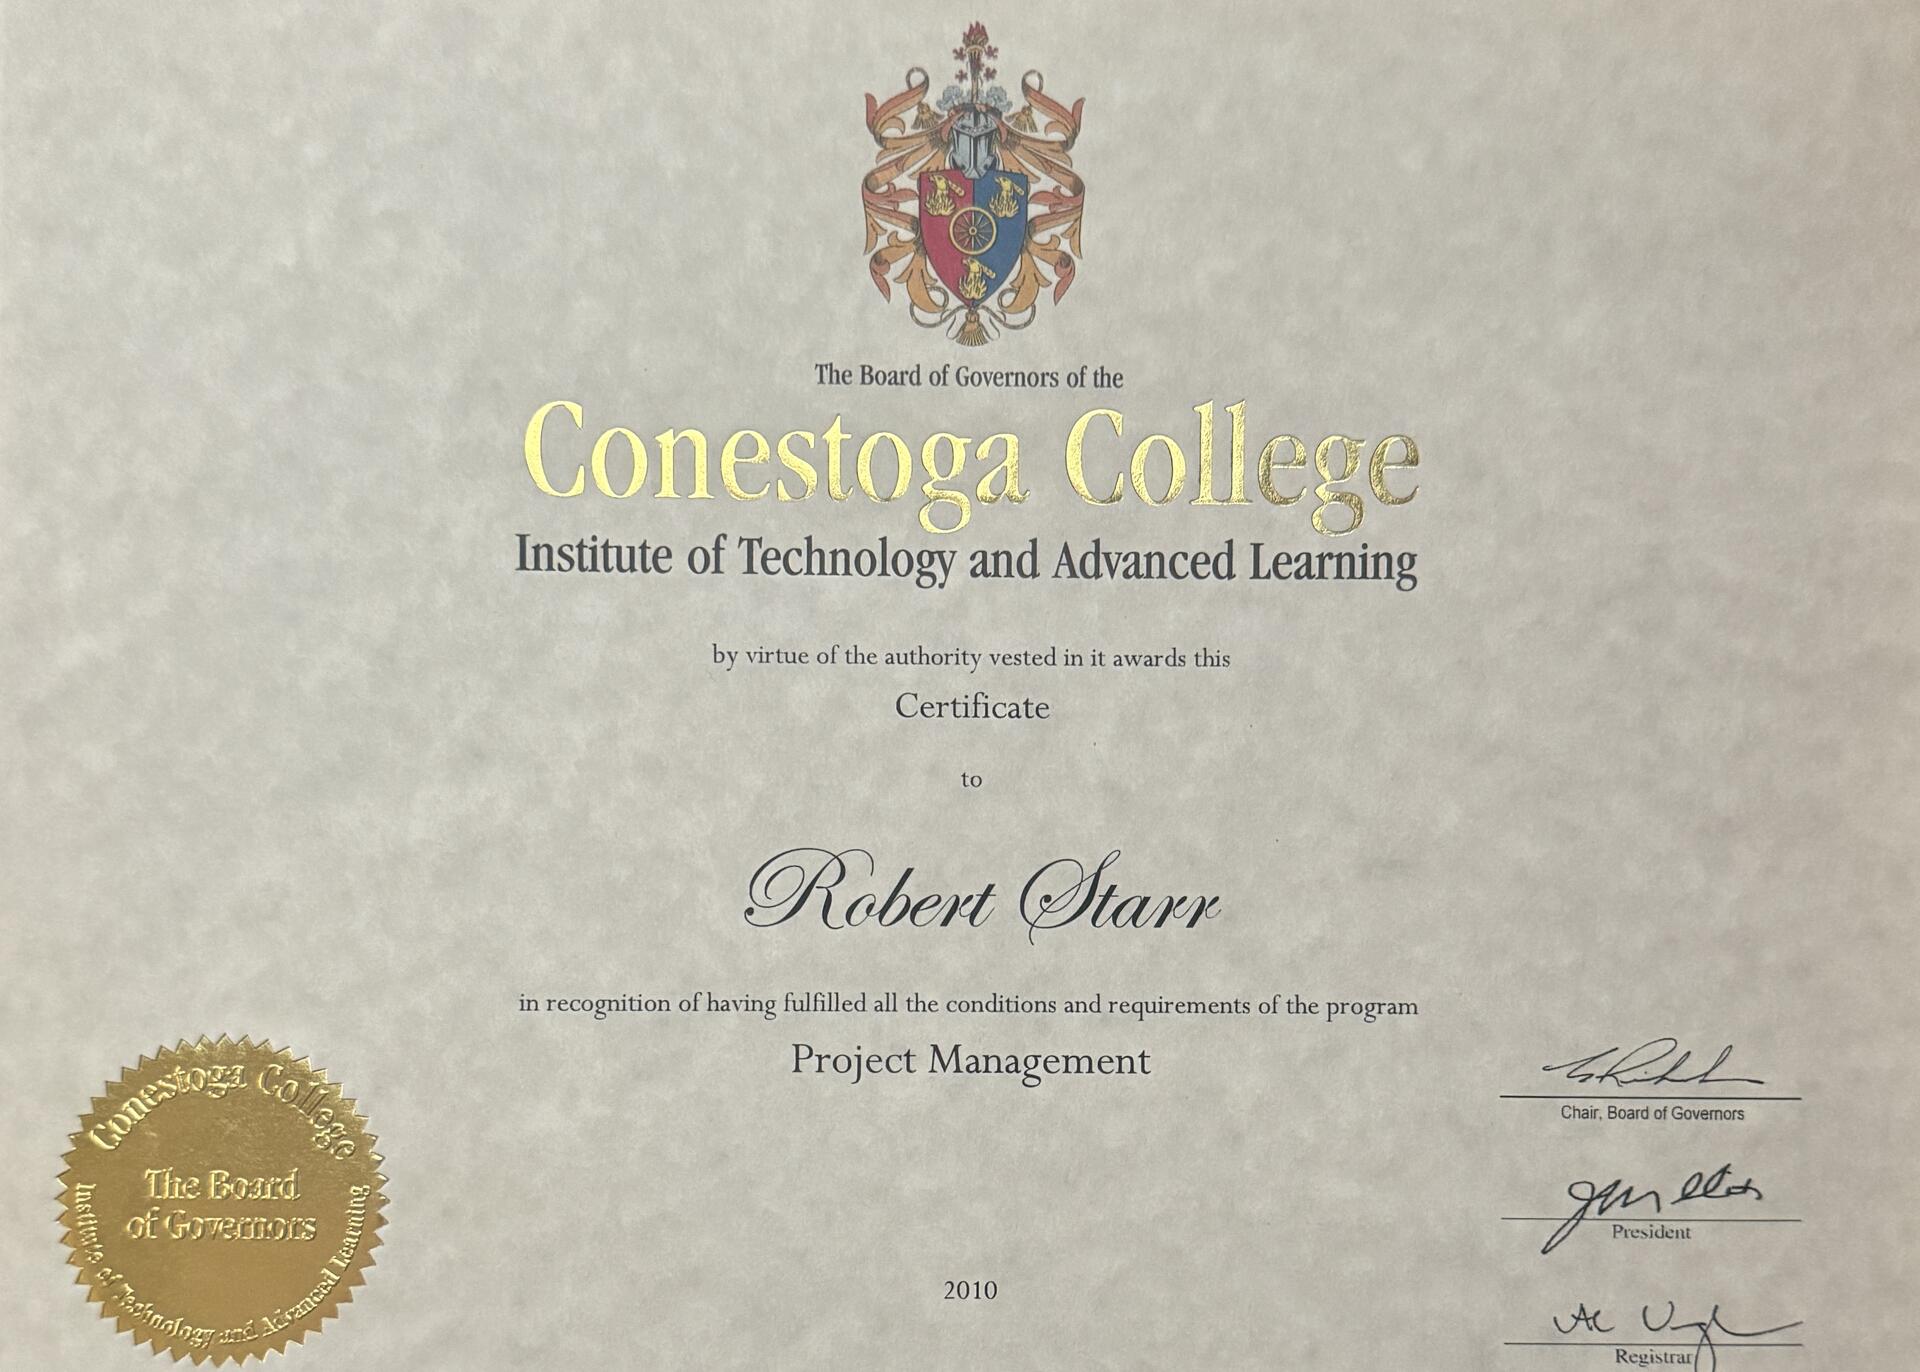 The Board of Governors of the
Conestoga College
Institute of Technology and Advanced Learning
by virtue of the authority vested in it awards this
Certificate
to
Robert Starr
in recognition of having fulfilled all the conditions and requirements of the program
Project Management
Chair, Board of Governors
President
Registrar
2010
Conestoga College
The Board
of Governors
Institute of Technology and Advanced Learning